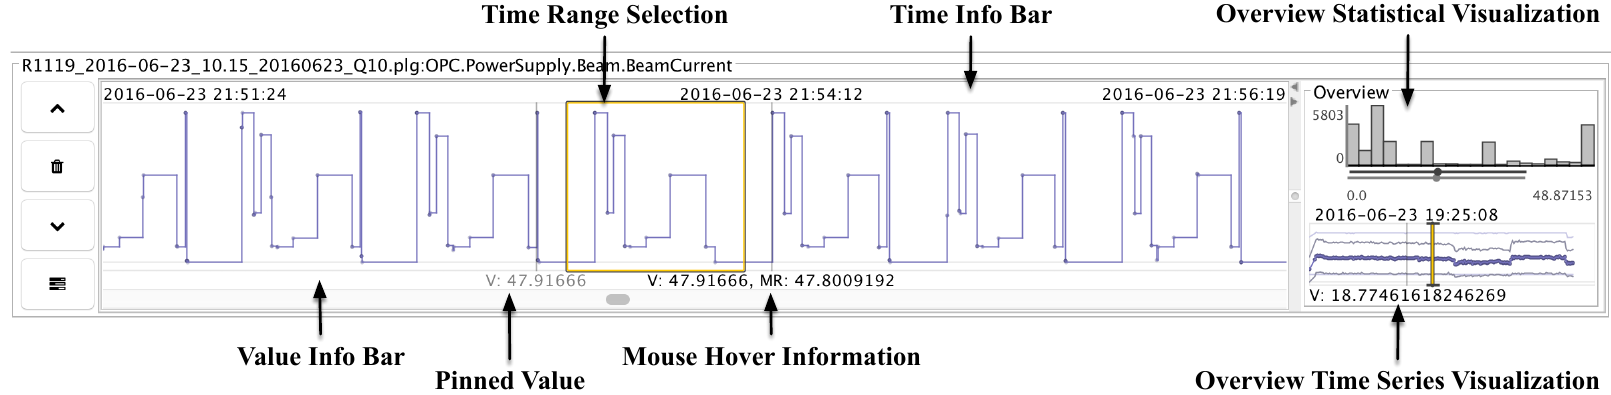 Time Range Selection
Time Info Bar
Overview Statistical Visualization
R1119_2016-06-23_10.15_20160623_Q10.plg:OPC.PowerSupply.Beam.BeamCurrent
2016-06-23 21:51:24
2016-06-23 21:54:12
2016-06-23 21:56:19
Overview
5803
0
0.0
48.87153
2016-06-23 19:25:08
V: 47.91666
V: 47.91666, MR: 47.8009192
V: 18.77461618246269
Value Info Bar
Pinned Value
Mouse Hover Information
Overview Time Series Visualization